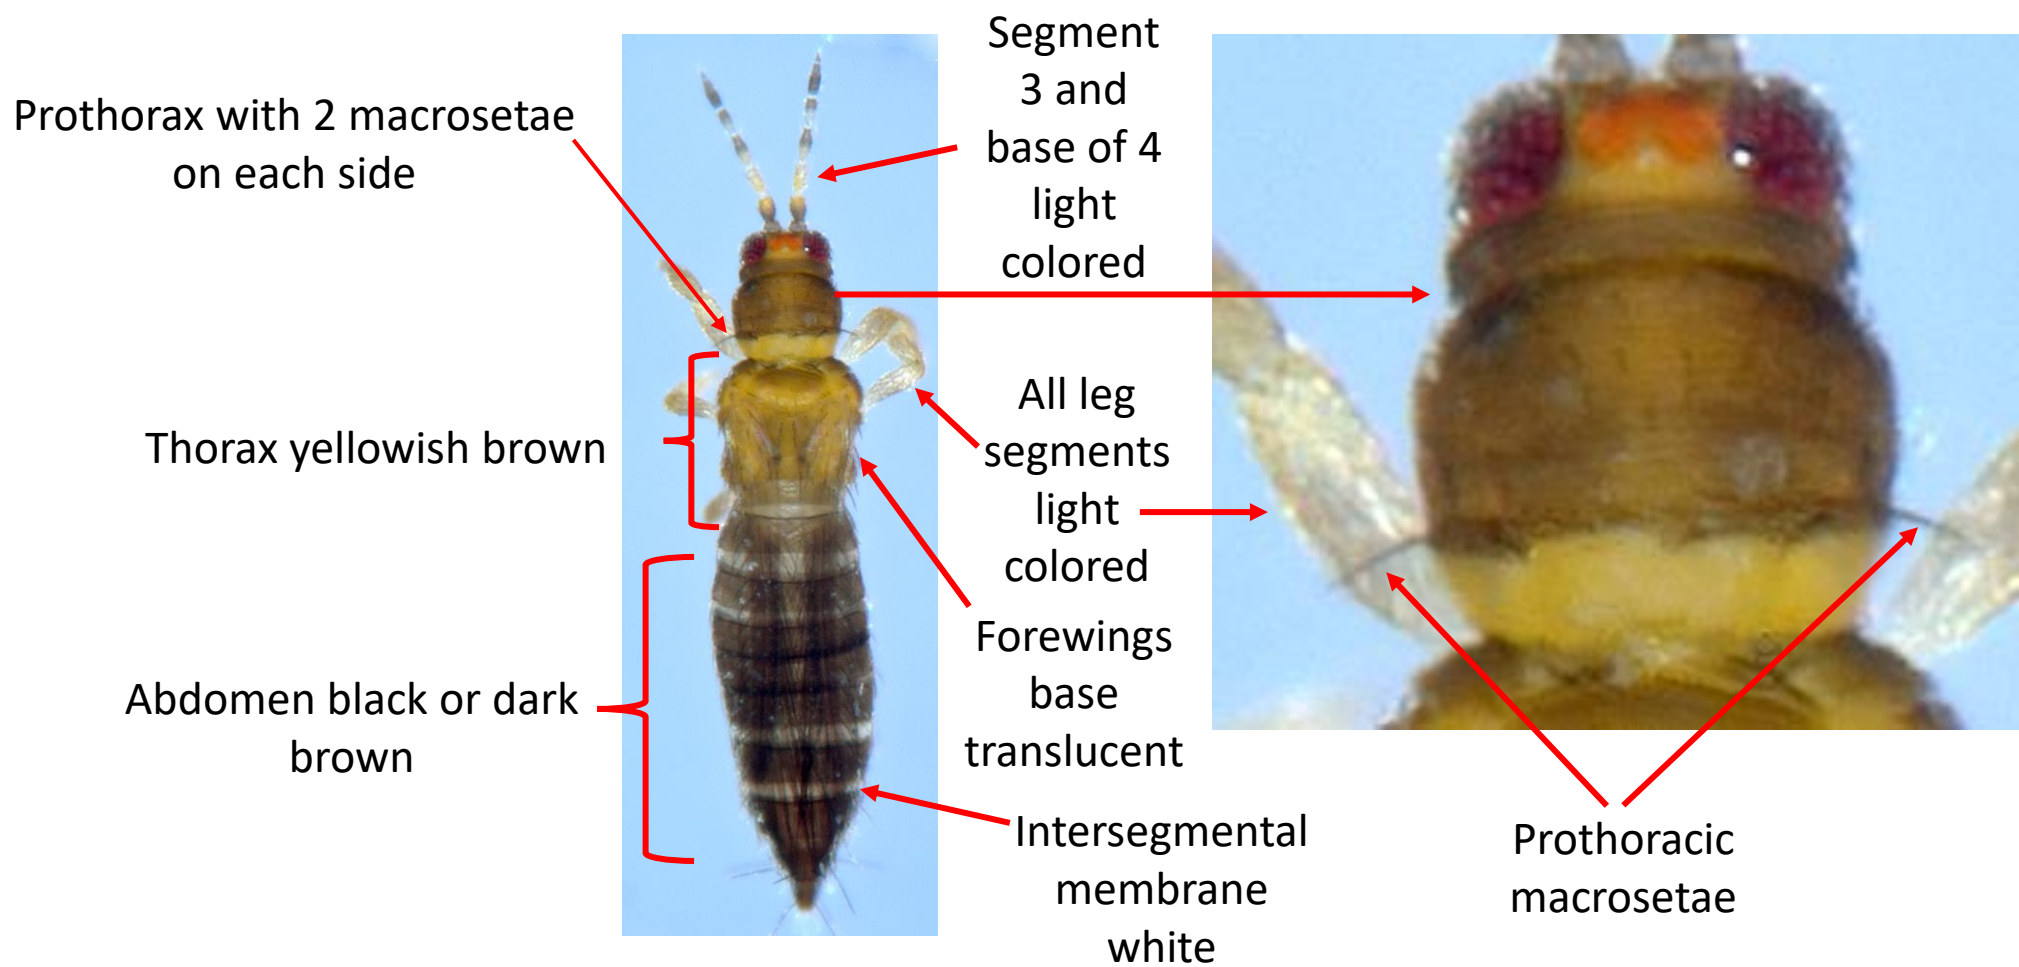 Prothorax with 2 macrosetae
on each side
Segment
3 and
base of 4
light
colored
Thorax yellowish brown
All leg
segments
light
colored
Abdomen black or dark
brown
Forewings
base
translucent
Intersegmental
membrane
white
Prothoracic
macrosetae